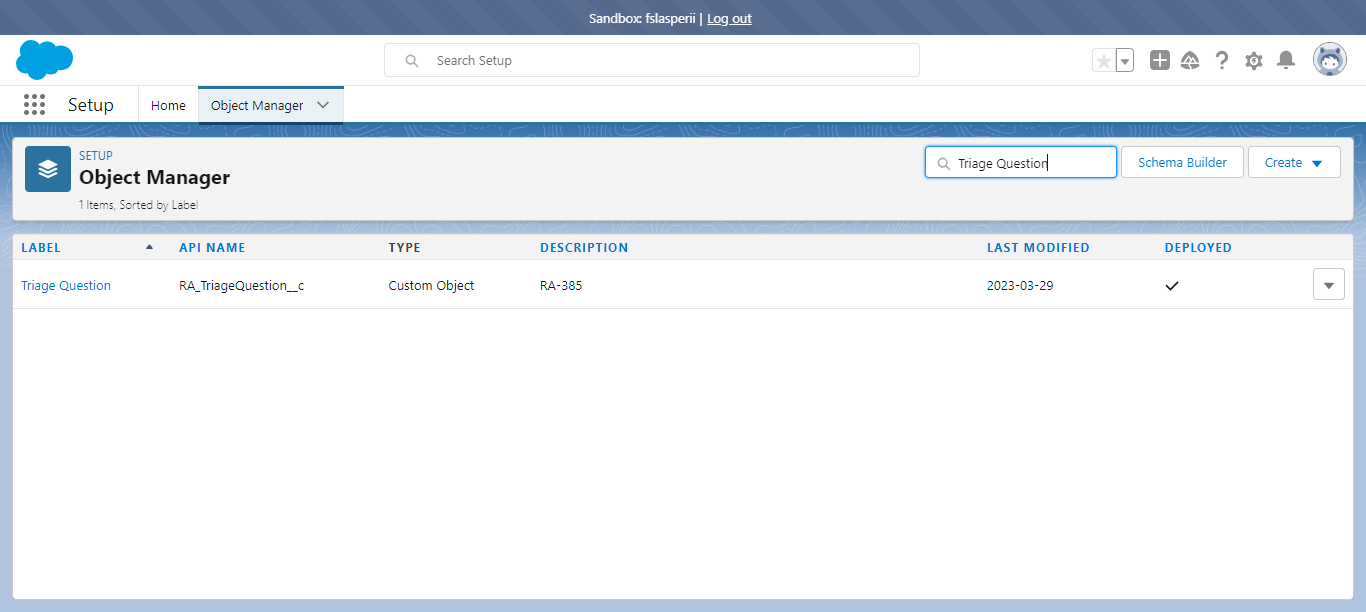 Sandbox: fslasperii | Log out
Search Setup
Setup
Home
Object Manager
SETUP
Object Manager
1 Items, Sorted by Label
Triage Question
Schema Builder
Create
LABEL API NAME TYPE DESCRIPTION LAST MODIFIED DEPLOYED
Triage Question RA_TriageQuestion__c Custom Object RA-385 2023-03-29